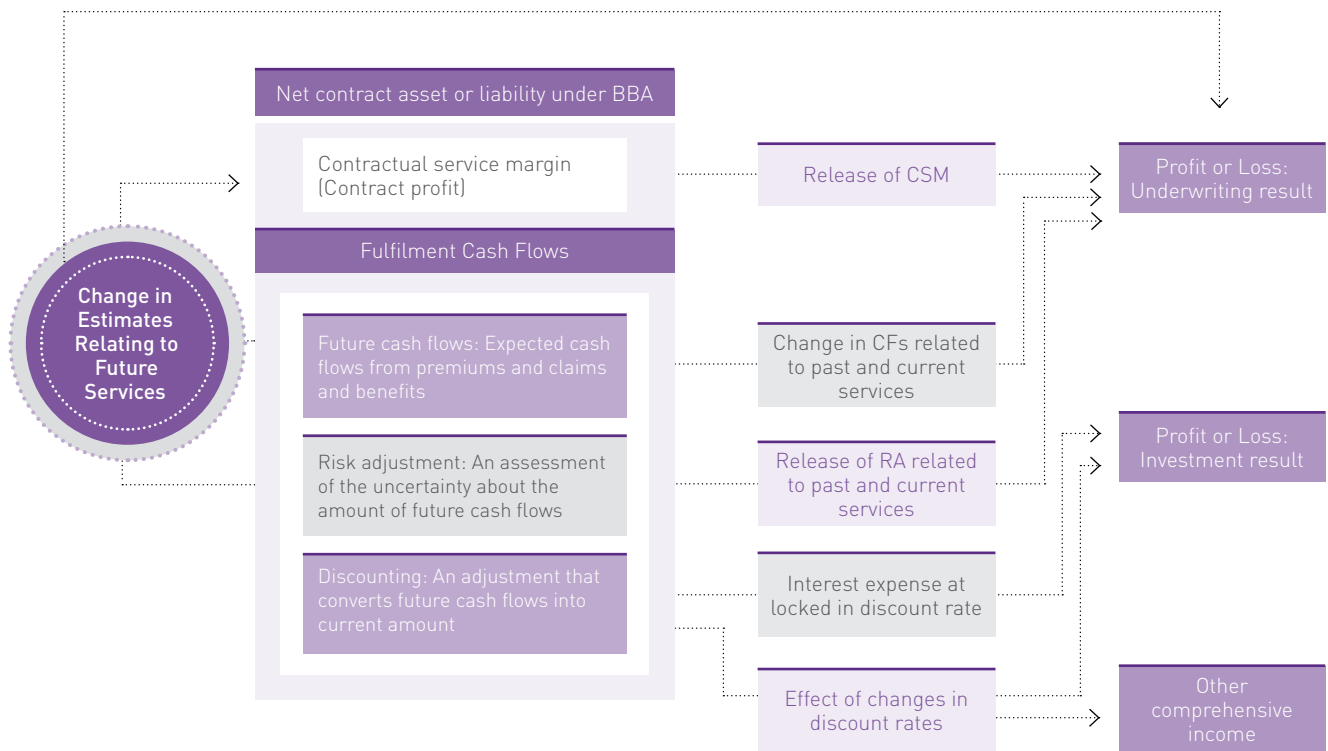 Net contract asset or liability under BBA
Contractual service margin
(Contract profit)
Release of CSM
Profit or Loss:
Underwriting result
Fulfilment Cash Flows
Change in
Estimates
Relating to
Future
Services
Future cash flows: Expected cash
flows from premiums and claims
and benefits
Change in CFs related
to past and current
services
Risk adjustment: An assessment
of the uncertainty about the
amount of future cash flows
Release of RA related
to past and current
services
Profit or Loss:
Investment result
Discounting: An adjustment that
converts future cash flows into
current amount
Interest expense at
locked in discount rate
Effect of changes in
discount rates
Other
comprehensive
income